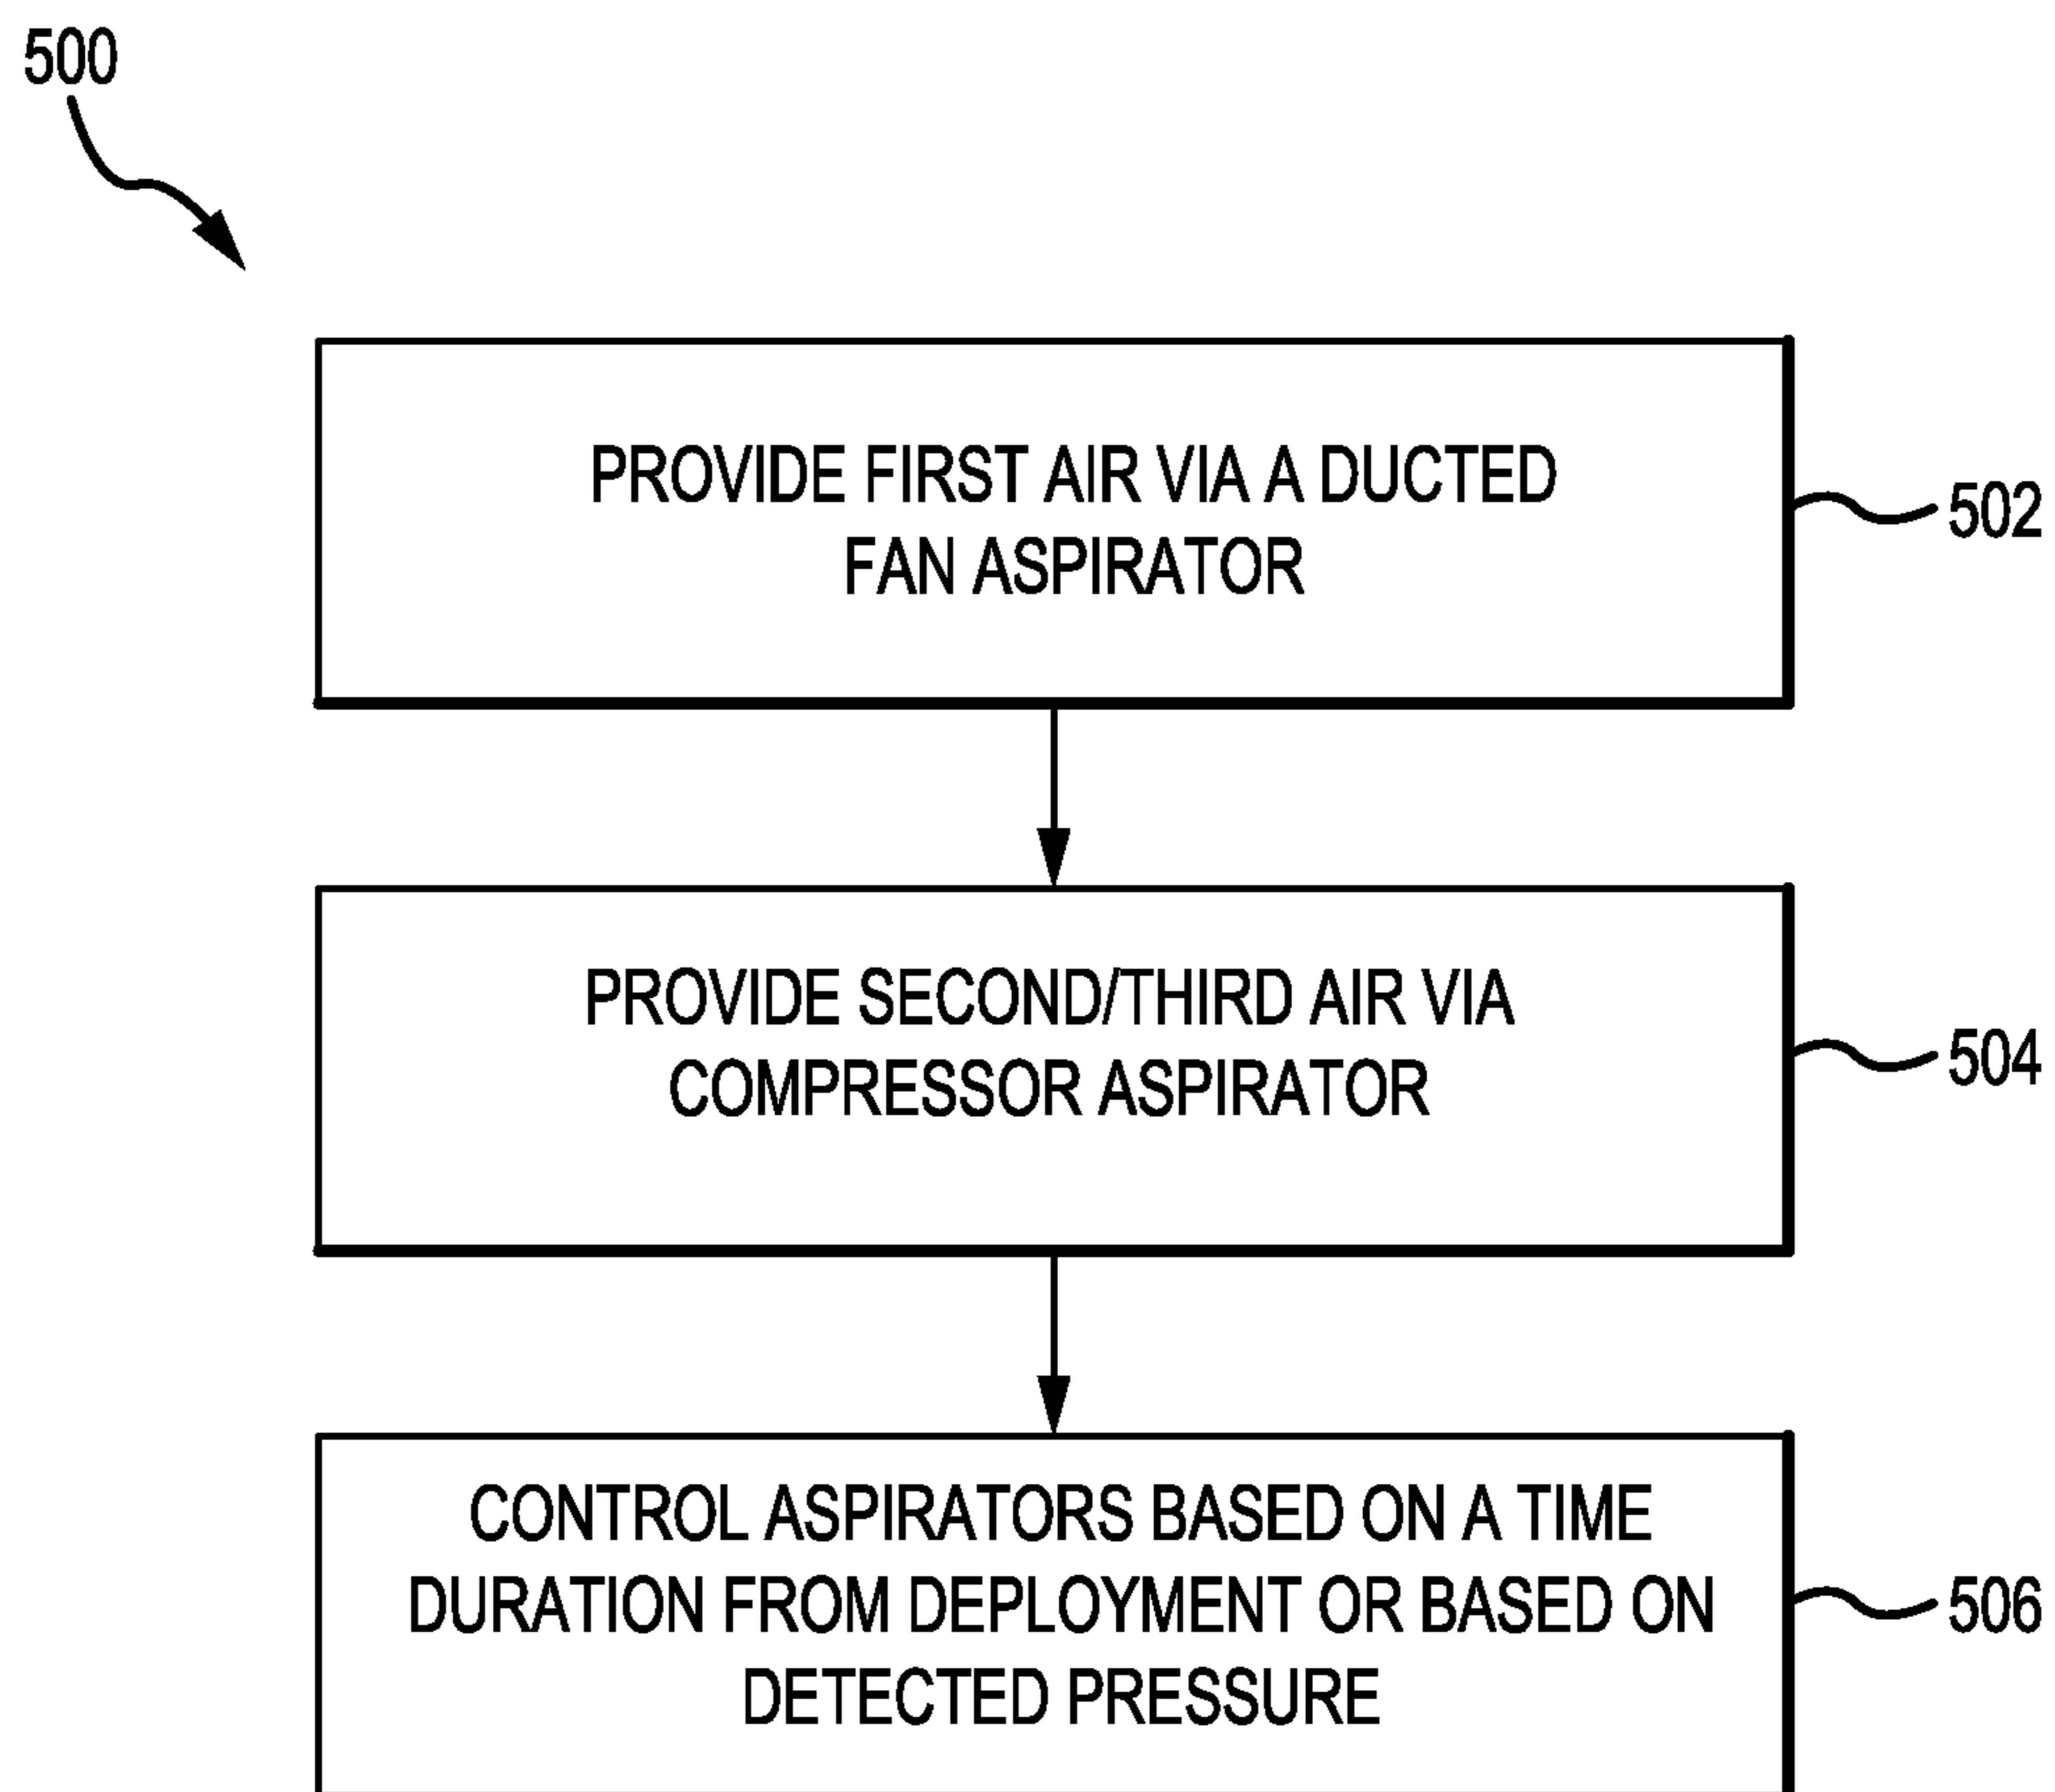 500
PROVIDE FIRST AIR VIA A DUCTED
FAN ASPIRATOR
502
PROVIDE SECOND/THIRD AIR VIA
COMPRESSOR ASPIRATOR
504
CONTROL ASPIRATORS BASED ON A TIME
DURATION FROM DEPLOYMENT OR BASED ON
DETECTED PRESSURE
506